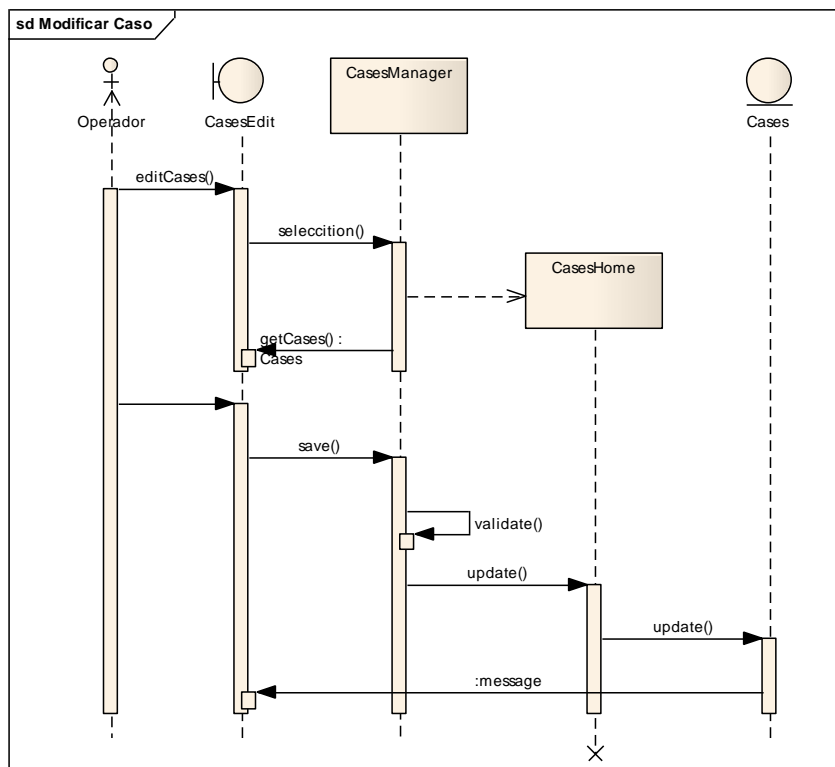 sd Modificar Caso
Operador
CasesEdit
CasesManager
Cases
editCases()
seleccition()
CasesHome
getCases() :
Cases
save()
validate()
update()
update()
:message